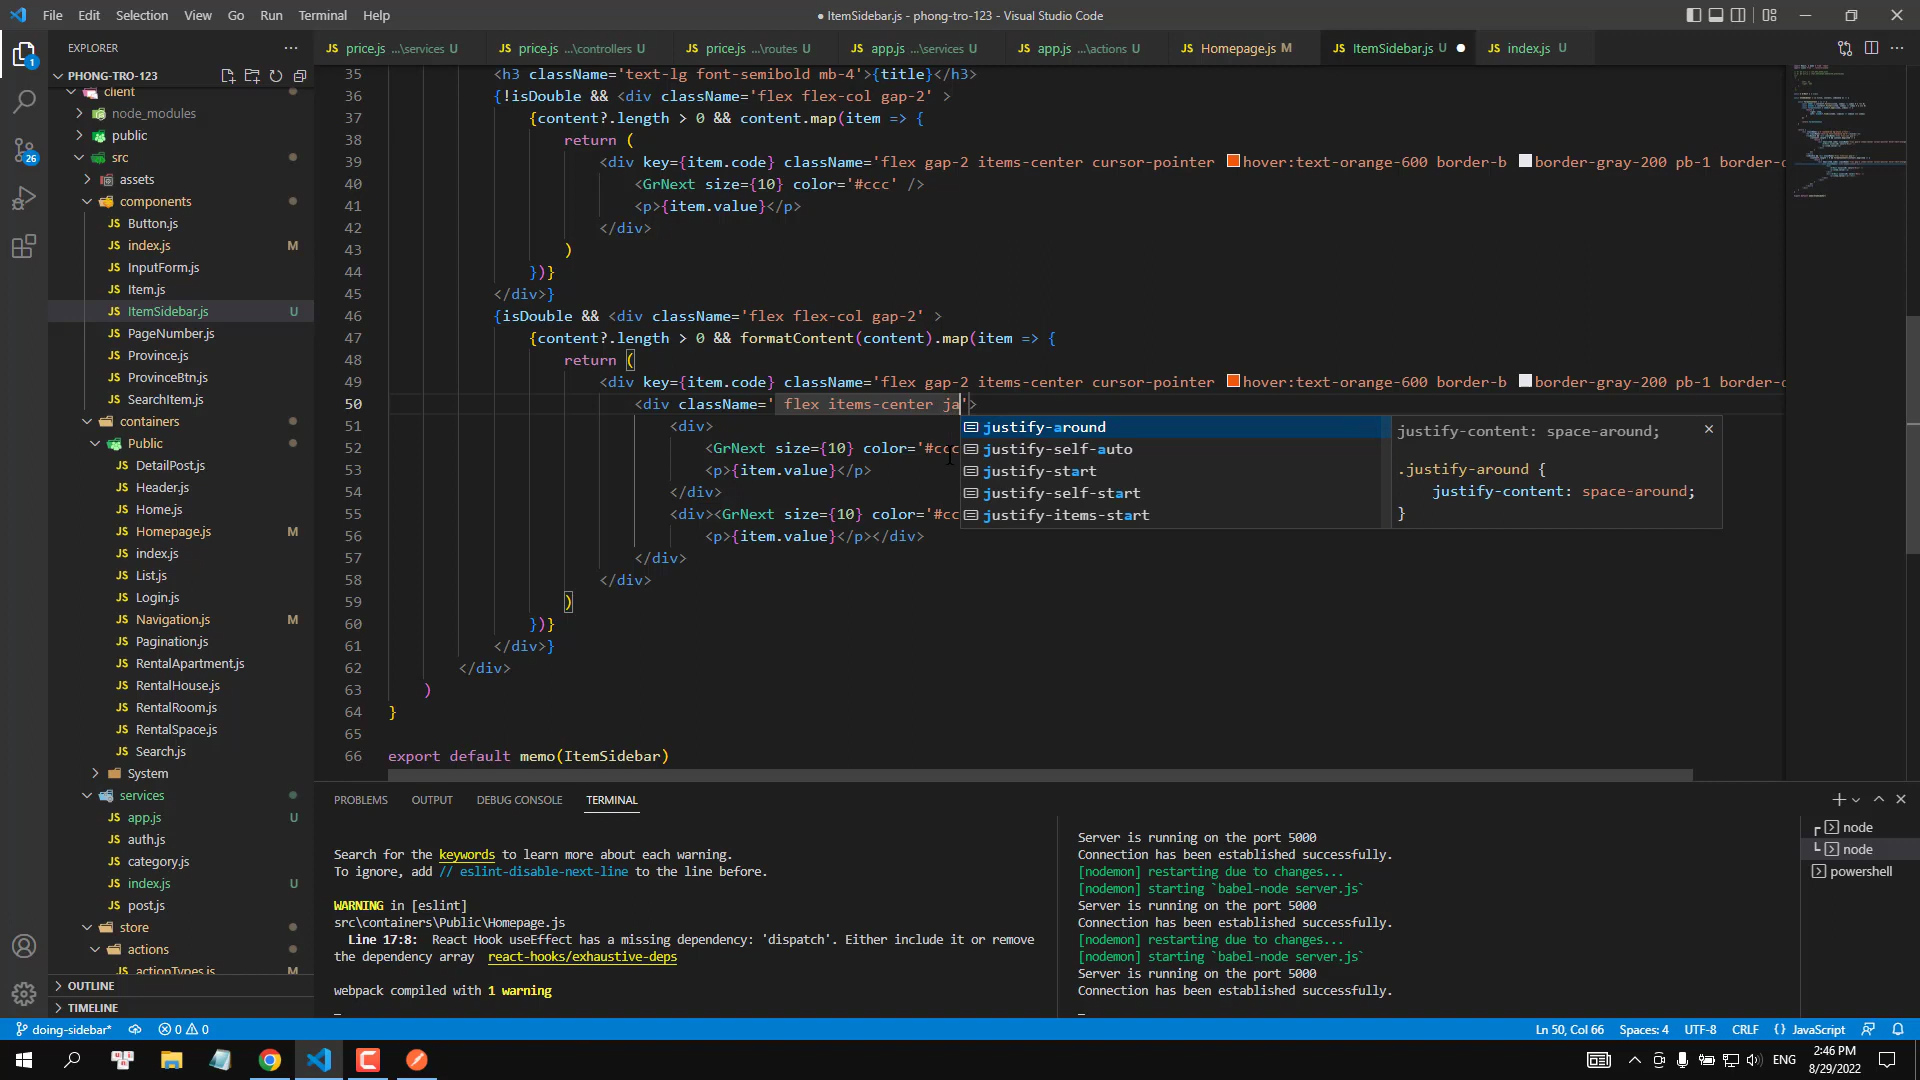 File Edit Selection View Go Run Terminal Help
● ItemSidebar.js - phong-tro-123 - Visual Studio Code
EXPLORER
price.js ...\services U
price.js ...\controllers U
price.js ...\routes U
app.js ...\services U
app.js ...\actions U
Homepage.js M
ItemSidebar.js U
index.js U
PHONG-TRO-123
client
node_modules
public
src
assets
components
JS Button.js
JS index.js M
JS InputForm.js
JS Item.js
JS ItemSidebar.js U
JS PageNumber.js
JS Province.js
JS ProvinceBtn.js
JS SearchItem.js
containers
Public
JS DetailPost.js
JS Header.js
JS Home.js
JS Homepage.js M
JS index.js
JS List.js
JS Login.js
JS Navigation.js M
JS Pagination.js
JS RentalApartment.js
JS RentalHouse.js
JS RentalRoom.js
JS RentalSpace.js
JS Search.js
System
services
JS app.js U
JS auth.js
JS category.js
JS index.js U
JS post.js
store
actions
JS actionTypes.js M
OUTLINE
TIMELINE
35 <h3 className='text-lg font-semibold mb-4'>{title}</h3>
36 {!isDouble && <div className='flex flex-col gap-2' >
37 {content?.length > 0 && content.map(item => {
38 return (
39 <div key={item.code} className='flex gap-2 items-center cursor-pointer hover:text-orange-600 border-b border-gray-200 pb-1 border-d
40 <GrNext size={10} color='#ccc' />
41 <p>{item.value}</p>
42 </div>
43 )
44 })}
45 </div>}
46 {isDouble && <div className='flex flex-col gap-2' >
47 {content?.length > 0 && formatContent(content).map(item => {
48 return (
49 <div key={item.code} className='flex gap-2 items-center cursor-pointer hover:text-orange-600 border-b border-gray-200 pb-1 border-d
50 <div className=' flex items-center ja'>
51 <div>
52 <GrNext size={10} color='#ccc
53 <p>{item.value}</p>
54 </div>
55 <div><GrNext size={10} color='#cc
56 <p>{item.value}</p></div>
57 </div>
58 </div>
59 )
60 })}
61 </div>}
62 </div>
63 )
64 }
65
66 export default memo(ItemSidebar)
justify-around
justify-self-auto
justify-start
justify-self-start
justify-items-start
justify-content: space-around;
.justify-around {
justify-content: space-around;
}
PROBLEMS OUTPUT DEBUG CONSOLE TERMINAL
Search for the keywords to learn more about each warning.
To ignore, add // eslint-disable-next-line to the line before.
WARNING in [eslint]
src\containers\Public\Homepage.js
Line 17:8: React Hook useEffect has a missing dependency: 'dispatch'. Either include it or remove
the dependency array react-hooks/exhaustive-deps
webpack compiled with 1 warning
Server is running on the port 5000
Connection has been established successfully.
[nodemon] restarting due to changes...
[nodemon] starting `babel-node server.js`
Server is running on the port 5000
Connection has been established successfully.
[nodemon] restarting due to changes...
[nodemon] starting `babel-node server.js`
Server is running on the port 5000
Connection has been established successfully.
node
node
powershell
doing-sidebar* 0 0
Ln 50, Col 66 Spaces: 4 UTF-8 CRLF {} JavaScript
ENG
2:46 PM
8/29/2022